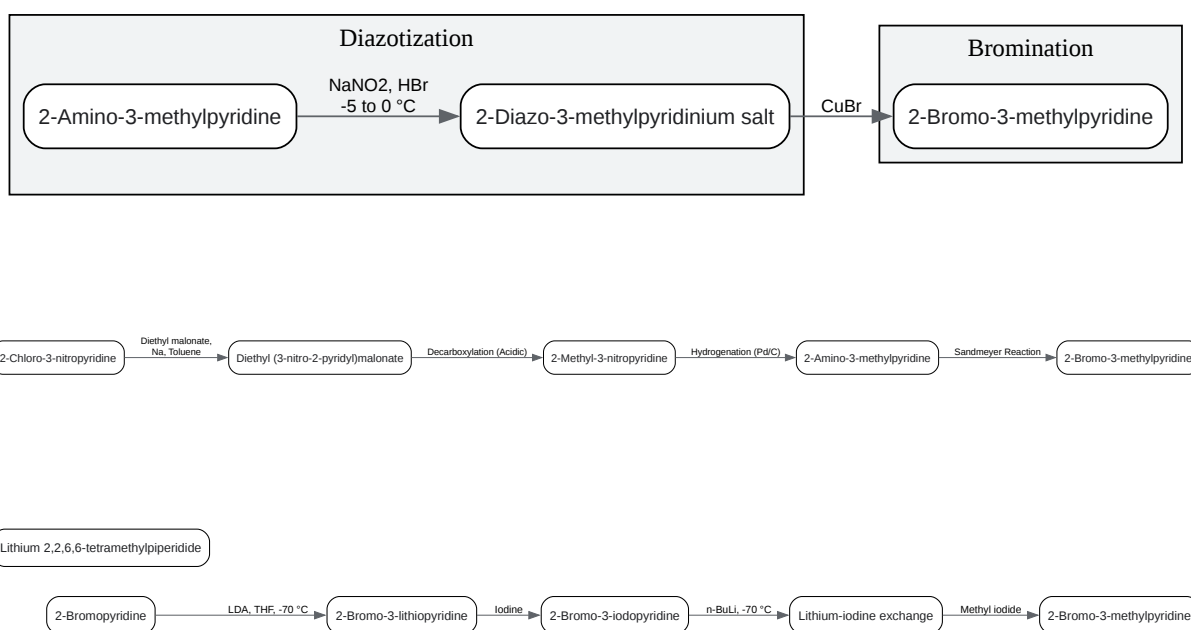 Diazotization
Bromination
NaNO2, HBr
-5 to 0 °C
2-Amino-3-methylpyridine
2-Diazo-3-methylpyridinium salt
CuBr
2-Bromo-3-methylpyridine
Diethyl malonate,
Na, Toluene
2-Chloro-3-nitropyridine
Diethyl (3-nitro-2-pyridyl)malonate
Decarboxylation (Acidic)
2-Methyl-3-nitropyridine
Hydrogenation (Pd/C)
2-Amino-3-methylpyridine
Sandmeyer Reaction
2-Bromo-3-methylpyridine
Lithium 2,2,6,6-tetramethylpiperidide
2-Bromopyridine
LDA, THF, -70 °C
2-Bromo-3-lithiopyridine
Iodine
2-Bromo-3-iodopyridine
n-BuLi, -70 °C
Lithium-iodine exchange
Methyl iodide
2-Bromo-3-methylpyridine